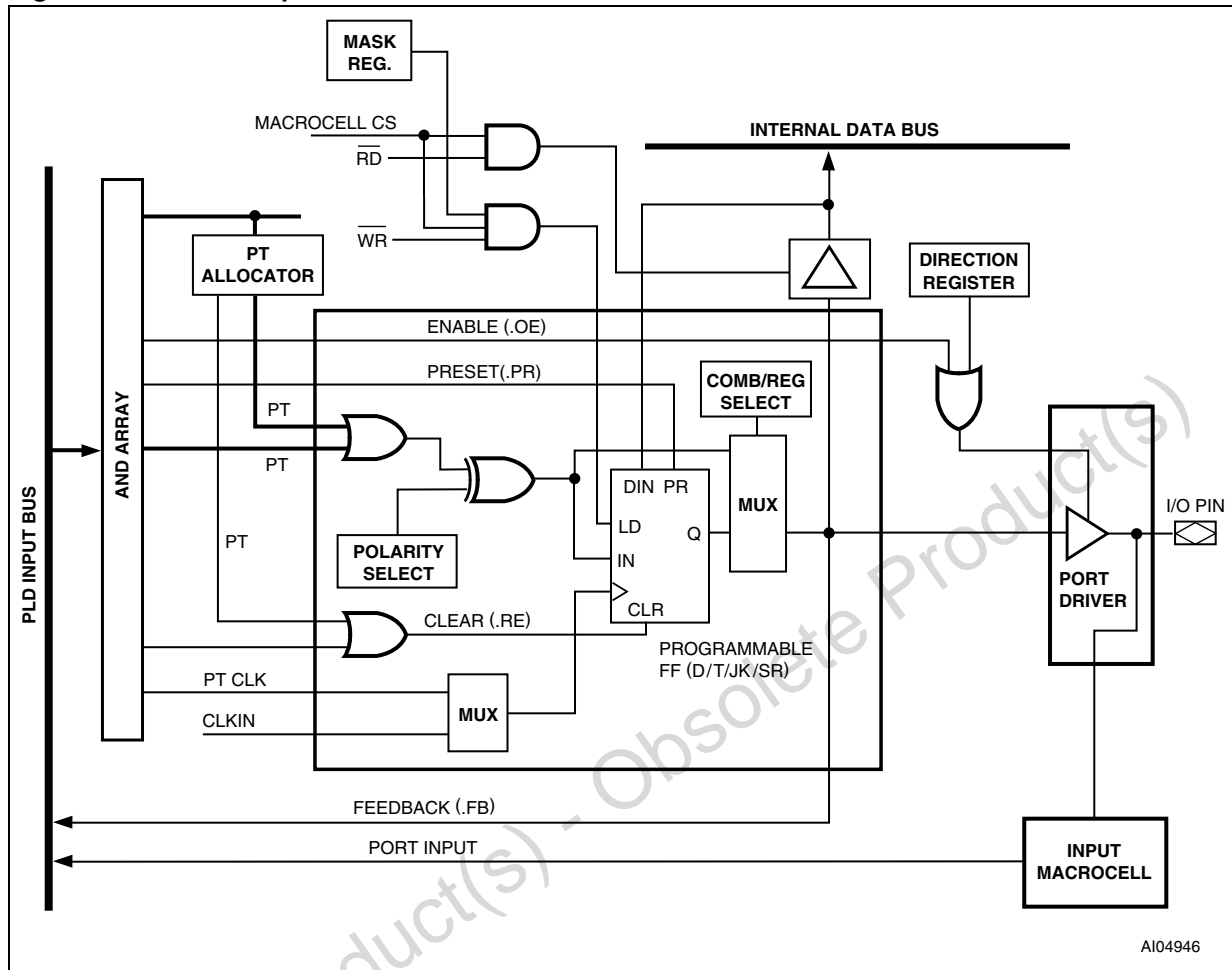 MASK
REG.
MACROCELL CS
RD
WR
INTERNAL DATA BUS
PT
ALLOCATOR
DIRECTION
REGISTER
ENABLE (.OE)
PRESET(.PR)
COMB/REG
SELECT
PT
PT
PT
AND ARRAY
PLD INPUT BUS
POLARITY
SELECT
DIN PR
LD
IN
Q
CLR
MUX
I/O PIN
PORT
DRIVER
CLEAR (.RE)
PROGRAMMABLE
FF (D/T/JK/SR)
PT CLK
CLKIN
MUX
FEEDBACK (.FB)
PORT INPUT
INPUT
MACROCELL
AI04946
duct(s) - Obsolete Product(s)